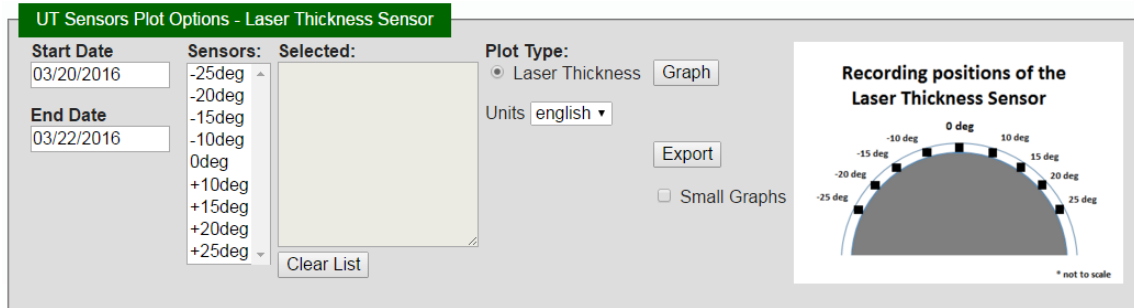 UT Sensors Plot Options - Laser Thickness Sensor
Start Date
03/20/2016
End Date
03/22/2016
Sensors:
-25deg
-20deg
-15deg
-10deg
0deg
+10deg
+15deg
+20deg
+25deg
Selected:
Clear List
Plot Type:
Laser Thickness
Graph
Units english
Export
Small Graphs
Recording positions of the
Laser Thickness Sensor
0 deg
-10 deg
10 deg
-15 deg
15 deg
-20 deg
20 deg
-25 deg
25 deg
* not to scale